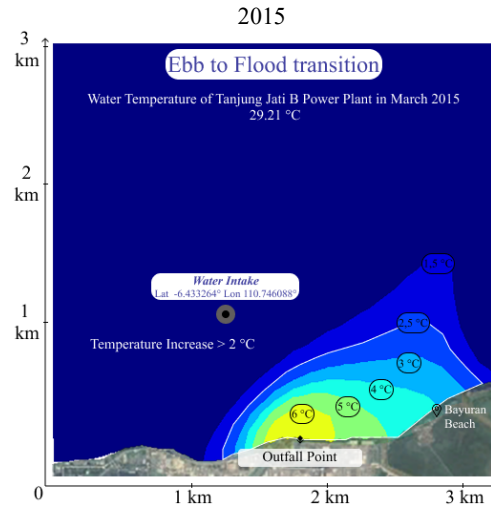 2015
3
km
Ebb to Flood transition
Water Temperature of Tanjung Jati B Power Plant in March 2015
29.21 °C
2
km
1,5 °C
Water Intake
Lat -6.433264° Lon 110.746088°
1
km
2,5 °C
Temperature Increase > 2 °C
3 °C
4 °C
5 °C
6 °C
Bayuran
Beach
Outfall Point
0
1 km
2 km
3 km